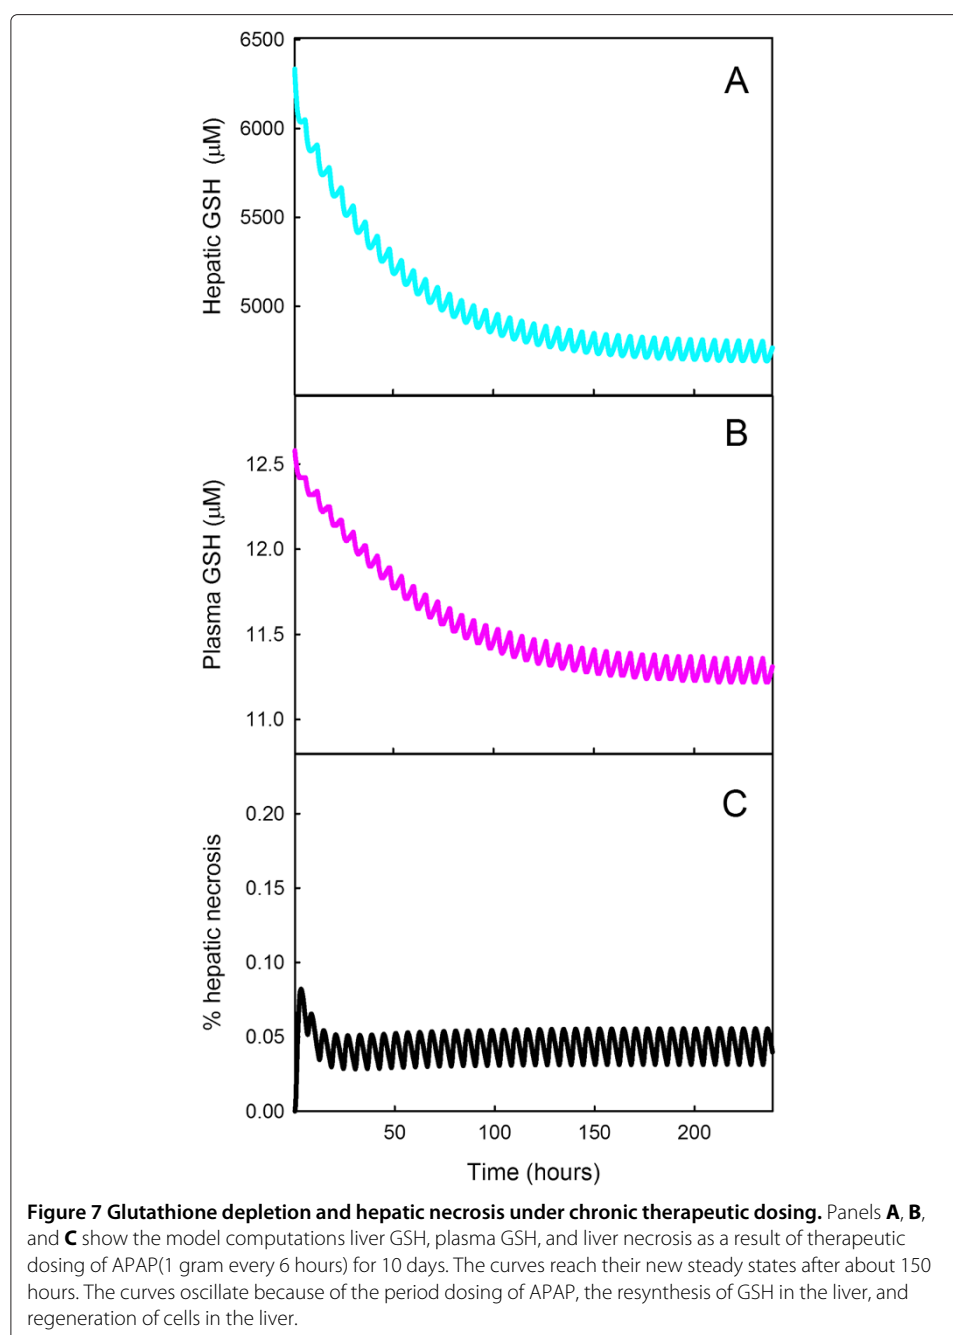 6500
A
6000
5500
5000
Hepatic GSH (μM)
B
12.5
12.0
11.5
11.0
Plasma GSH (μM)
C
0.20
0.15
0.10
0.05
0.00
% hepatic necrosis
50 100 150 200
Time (hours)
Figure 7 Glutathione depletion and hepatic necrosis under chronic therapeutic dosing. Panels A, B,
and C show the model computations liver GSH, plasma GSH, and liver necrosis as a result of therapeutic
dosing of APAP(1 gram every 6 hours) for 10 days. The curves reach their new steady states after about 150
hours. The curves oscillate because of the period dosing of APAP, the resynthesis of GSH in the liver, and
regeneration of cells in the liver.